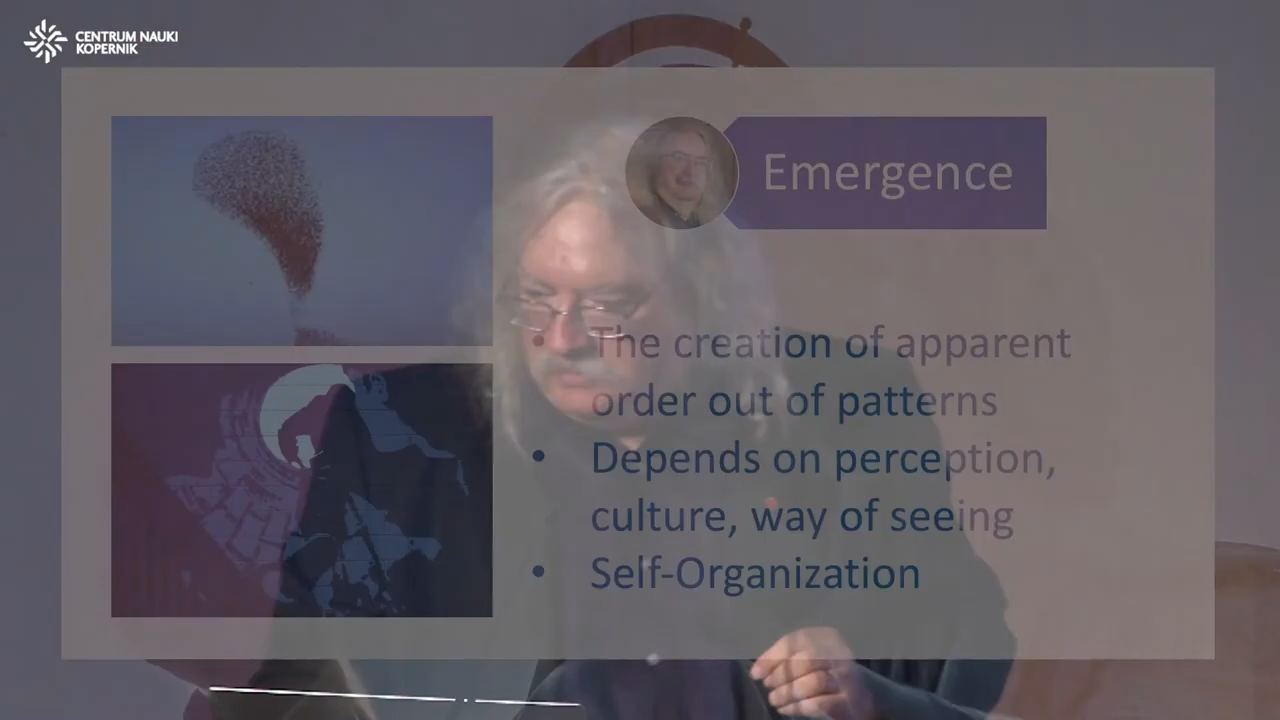 CENTRUM NAUKI
KOPERNIK
Emergence
• The creation of apparent
order out of patterns
• Depends on perception,
culture, way of seeing
• Self-Organization